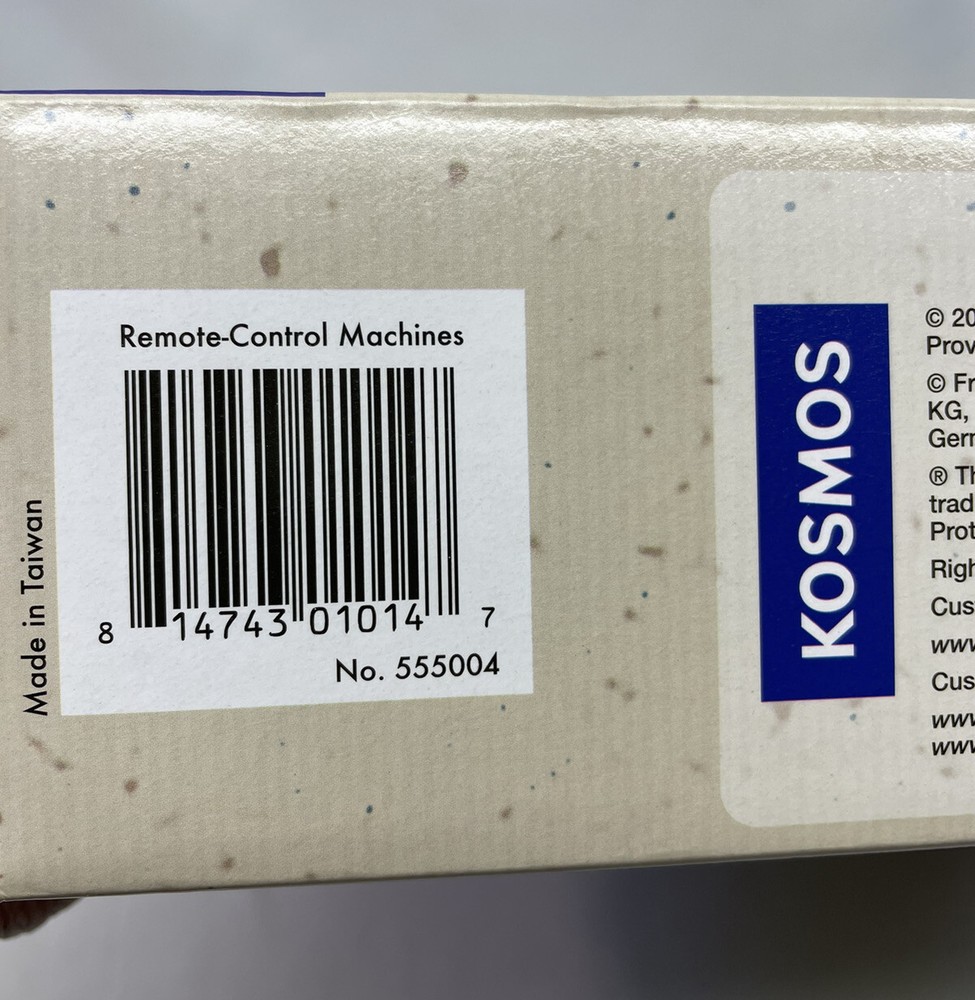 Made in Taiwan
Remote-Control Machines
8 14743 01014 7
No. 555004
KOSMOS
© 20
Prov
© Fr
KG,
Gerr
® Th
trad
Prot
Righ
Cus
www
Cus
www
www